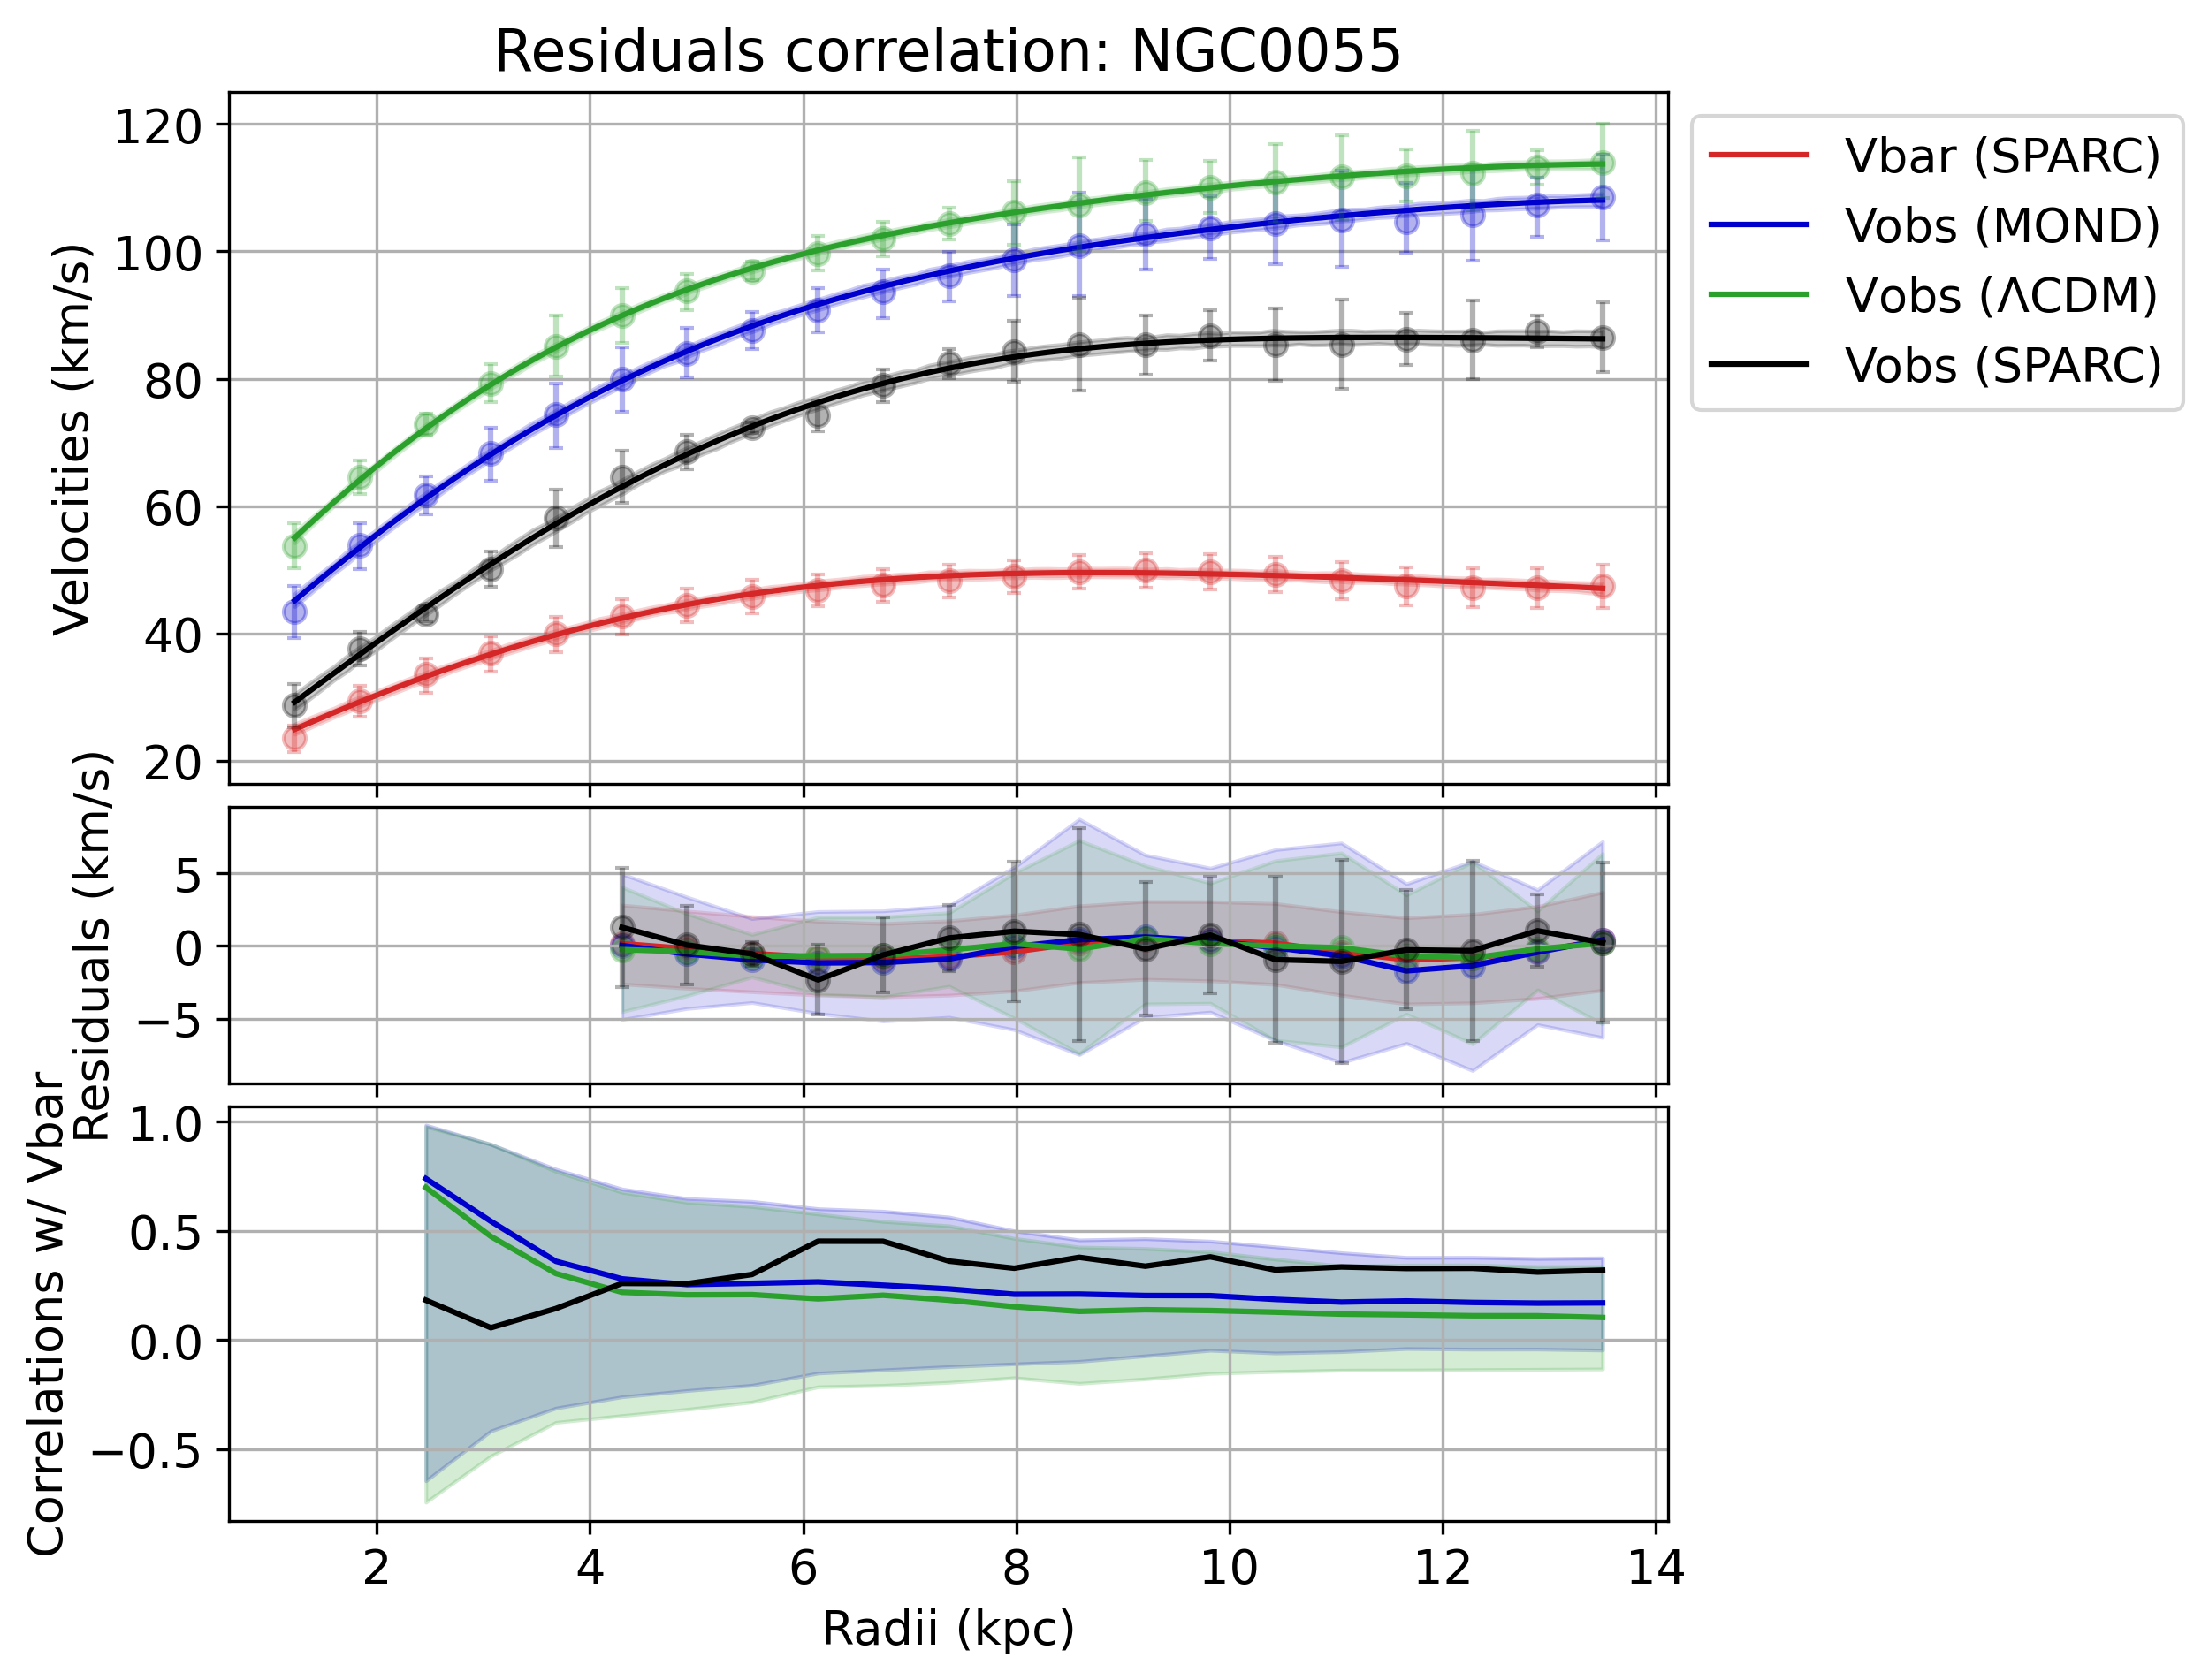 Residuals correlation: NGC0055
Velocities (km/s)
120
100
80
60
40
20
Vbar (SPARC)
Vobs (MOND)
Vobs (ΛCDM)
Vobs (SPARC)
Residuals (km/s)
5
0
−5
Correlations w/ Vbar
1.0
0.5
0.0
−0.5
2 4 6 8 10 12 14
Radii (kpc)